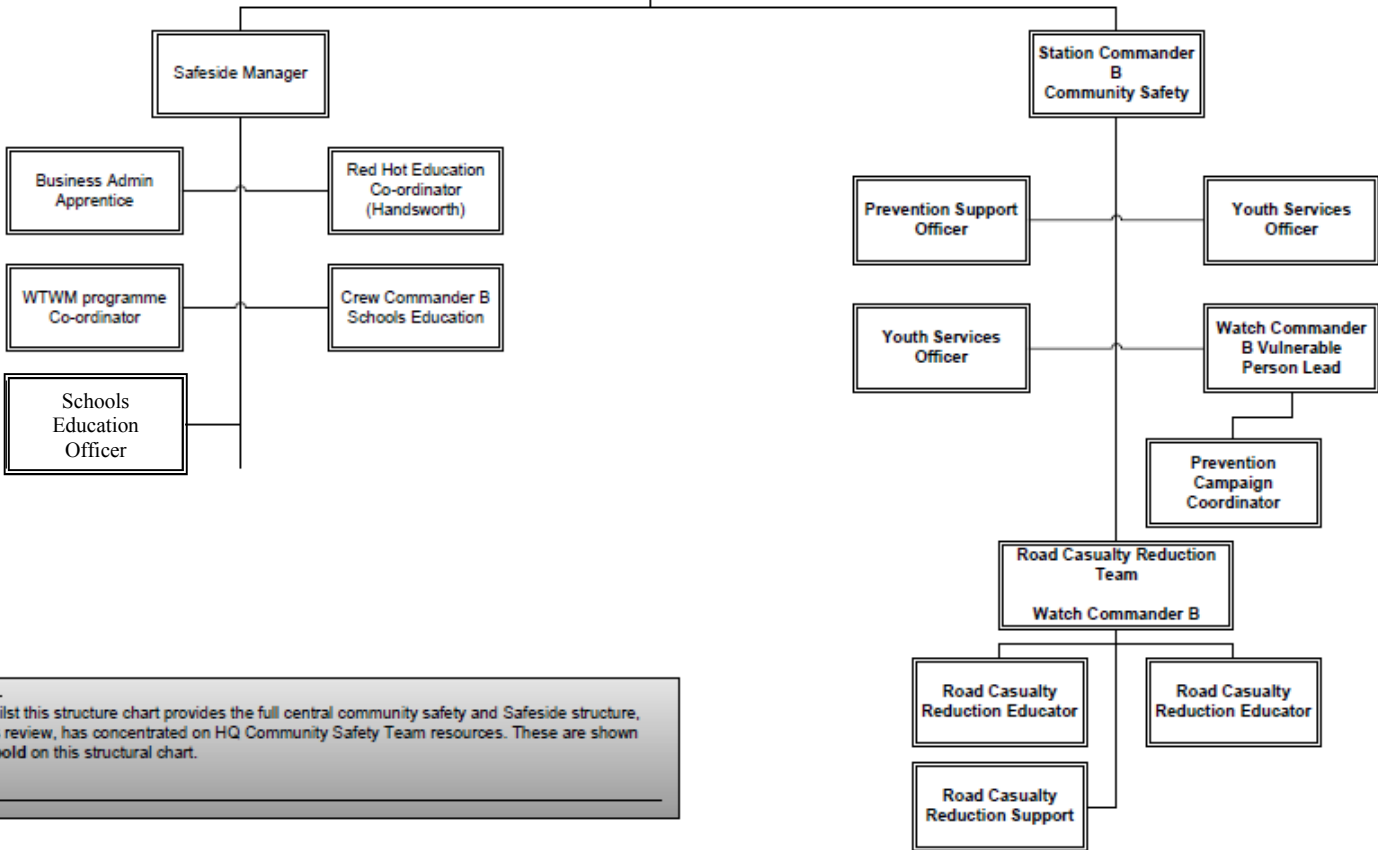 Safeside Manager
Station Commander
B
Community Safety
Business Admin
Apprentice
Red Hot Education
Co-ordinator
(Handsworth)
Prevention Support
Officer
Youth Services
Officer
WTWM programme
Co-ordinator
Crew Commander B
Schools Education
Youth Services
Officer
Watch Commander
B Vulnerable
Person Lead
Schools
Education
Officer
Prevention
Campaign
Coordinator
Road Casualty Reduction
Team
Watch Commander B
Road Casualty
Reduction Educator
Road Casualty
Reduction Educator
Road Casualty
Reduction Support
this structure chart provides the full central community safety and Safeside structure,
review, has concentrated on HQ Community Safety Team resources. These are shown
bold on this structural chart.